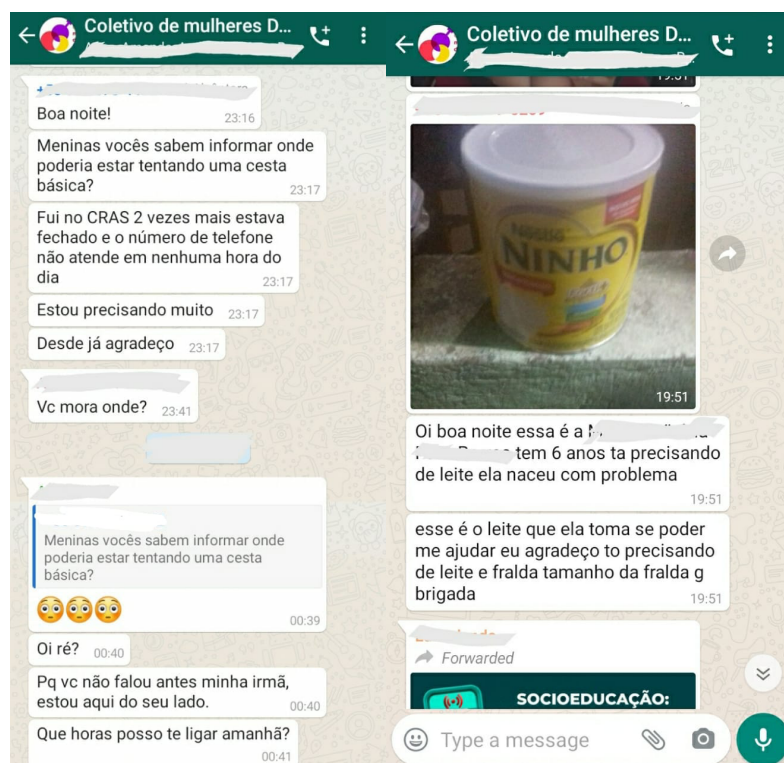 Coletivo de mulheres D...
Boa noite!
23:16
Meninas vocês sabem informar onde
poderia estar tentando uma cesta
básica?
23:17
Fui no CRAS 2 vezes mais estava
fechado e o número de telefone
não atende em nenhuma hora do
dia
23:17
Estou precisando muito 23:17
Desde já agradeço 23:17
Vc mora onde? 23:41
Meninas vocês sabem informar onde
poderia estar tentando uma cesta
básica?
00:39
Oi ré? 00:40
Pq vc não falou antes minha irmã,
estou aqui do seu lado. 00:40
Que horas posso te ligar amanhã?
00:41
Coletivo de mulheres D...
19:51
Nestlé
NINHO
19:51
Oi boa noite essa é a
tem 6 anos ta precisando
de leite ela naceu com problema
19:51
esse é o leite que ela toma se poder
me ajudar eu agradeço to precisando
de leite e fralda tamanho da fralda g
brigada
19:51
Forwarded
SOCIOEDUCAÇÃO:
Type a message